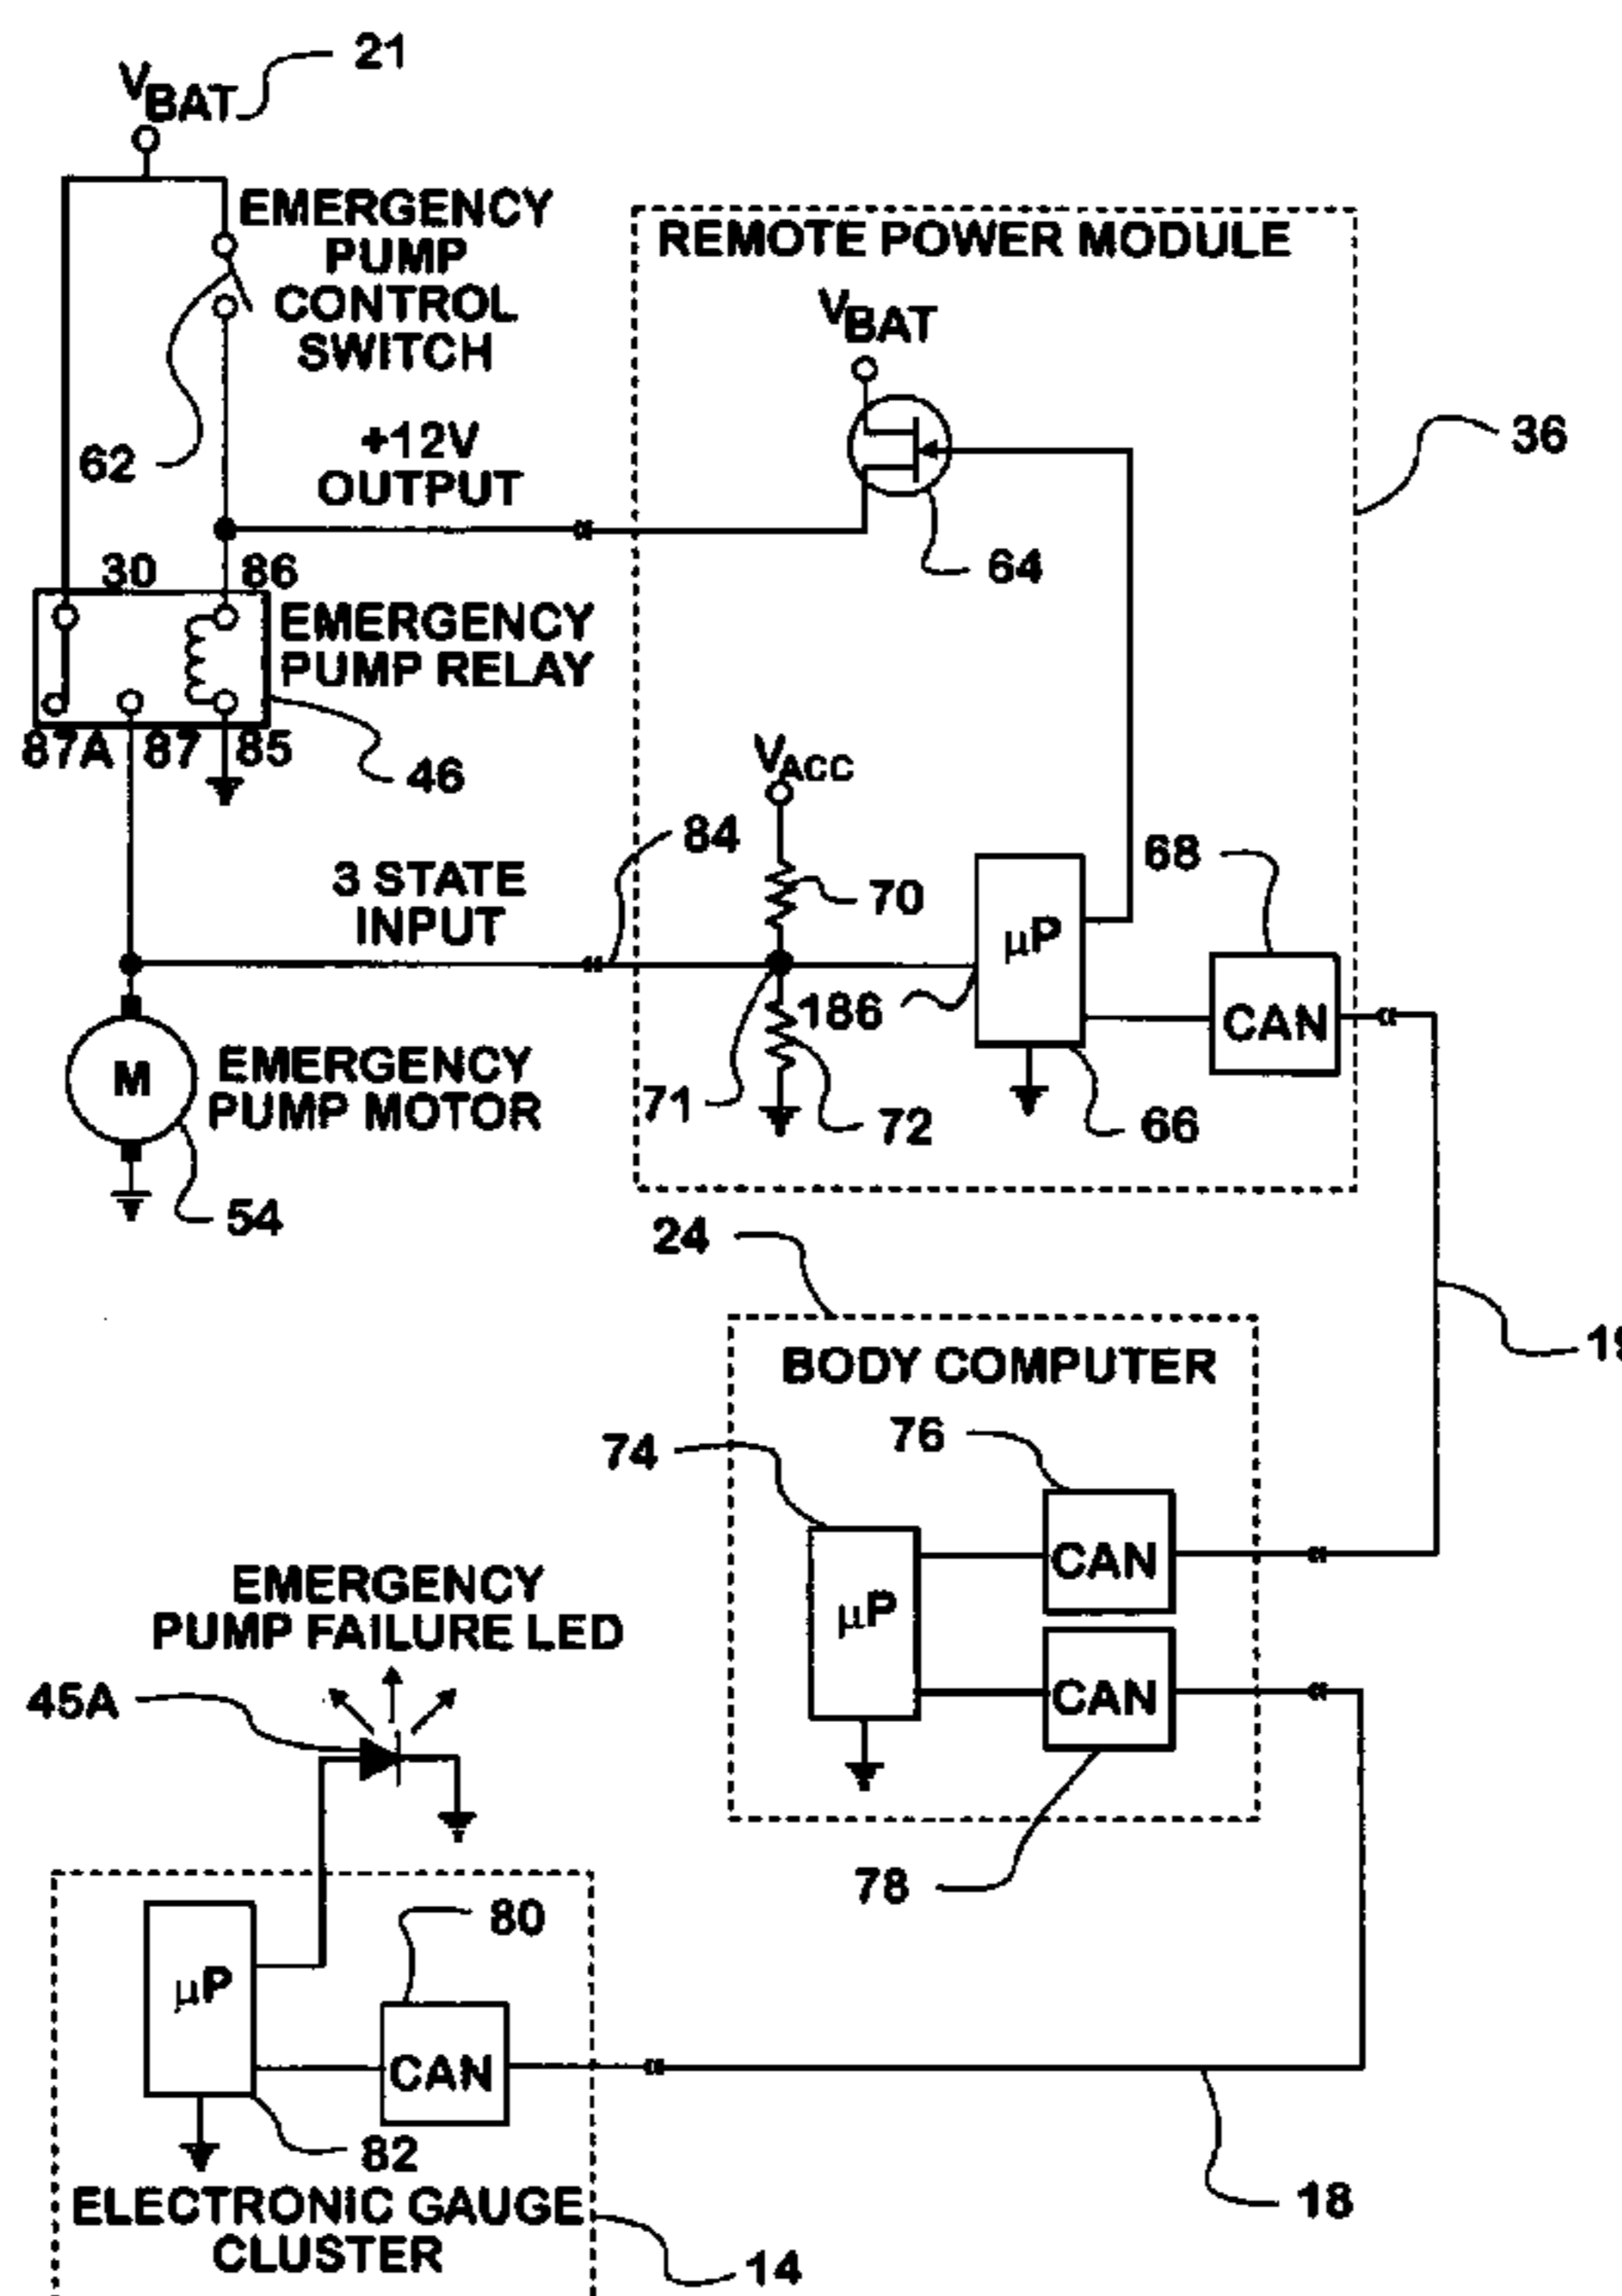 21
VBAT
EMERGENCY
PUMP
CONTROL
SWITCH
62
+12V
OUTPUT
30
86
EMERGENCY
PUMP RELAY
87A
87
85
46
REMOTE POWER MODULE
VBAT
36
64
VACC
84
70
68
3 STATE
INPUT
µP
186
CAN
71
72
66
M
EMERGENCY
PUMP MOTOR
54
24
BODY COMPUTER
74
76
CAN
µP
CAN
78
EMERGENCY
PUMP FAILURE LED
45A
80
µP
CAN
82
ELECTRONIC GAUGE
CLUSTER
14
18